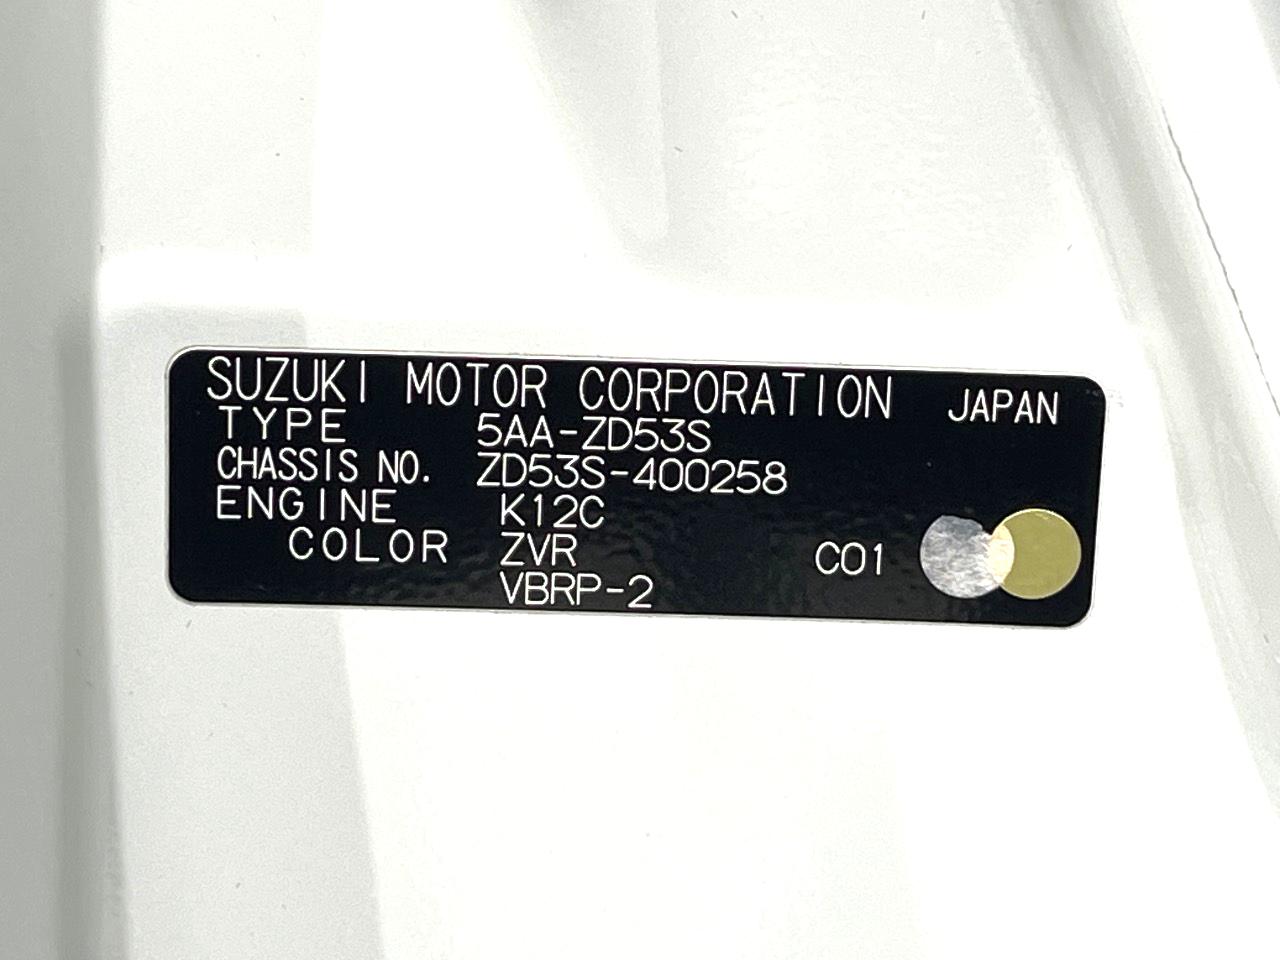 SUZUKI MOTOR CORPORATION JAPAN
TYPE 5AA-ZD53S
CHASSIS NO. ZD53S-400258
ENGINE K12C
COLOR ZVR C01
VBRP-2